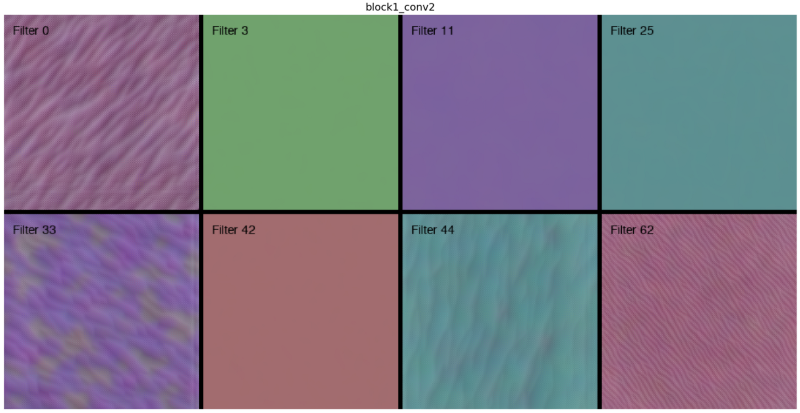 block1_conv2
Filter 0
Filter 3
Filter 11
Filter 25
Filter 33
Filter 42
Filter 44
Filter 62